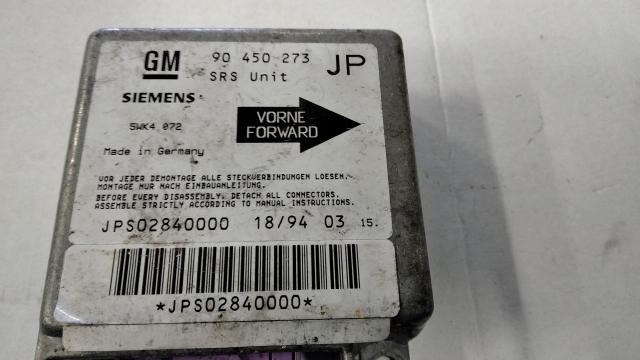 GM 90 450 273 JP
SRS Unit
SIEMENS
VORNE
FORWARD
5WK4 072
Made in Germany
VOR JEDER DEMONTAGE ALLE STECKVERBINDUNGEN LOESEN.
MONTAGE NUR NACH EINBAUANLEITUNG.
BEFORE EVERY DISASSEMBLY, DETACH ALL CONNECTORS.
ASSEMBLE STRICTLY ACCORDING TO MANUAL INSTRUCTIONS.
JPS02840000 18/94 03 15.
*JPS02840000*